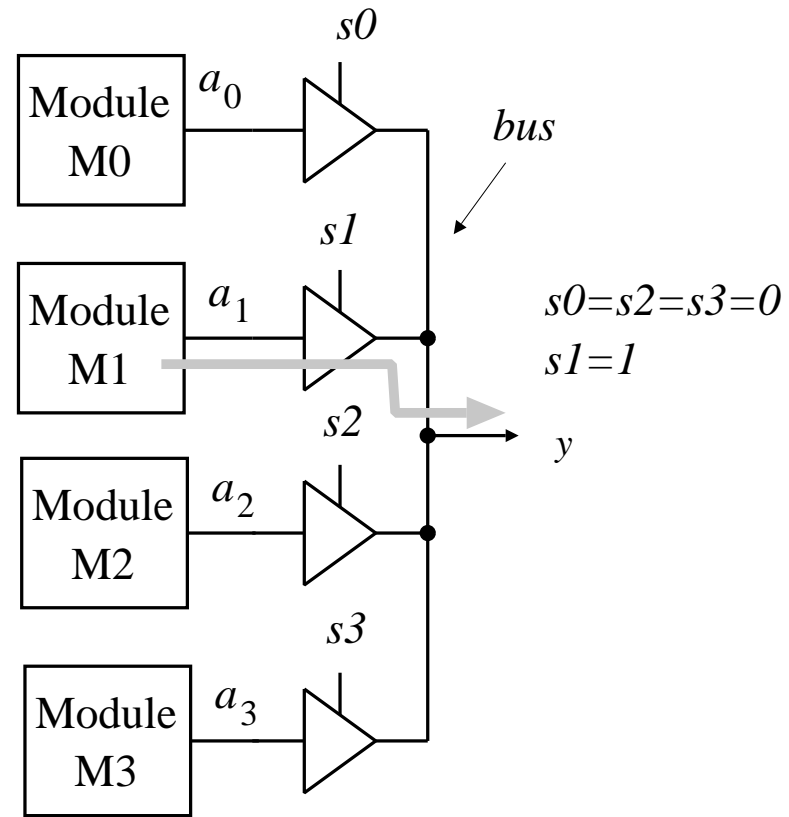 s0
Module
M0
a0
bus
s1
Module
M1
a1
s0=s2=s3=0
s1=1
s2
y
Module
M2
a2
s3
Module
M3
a3